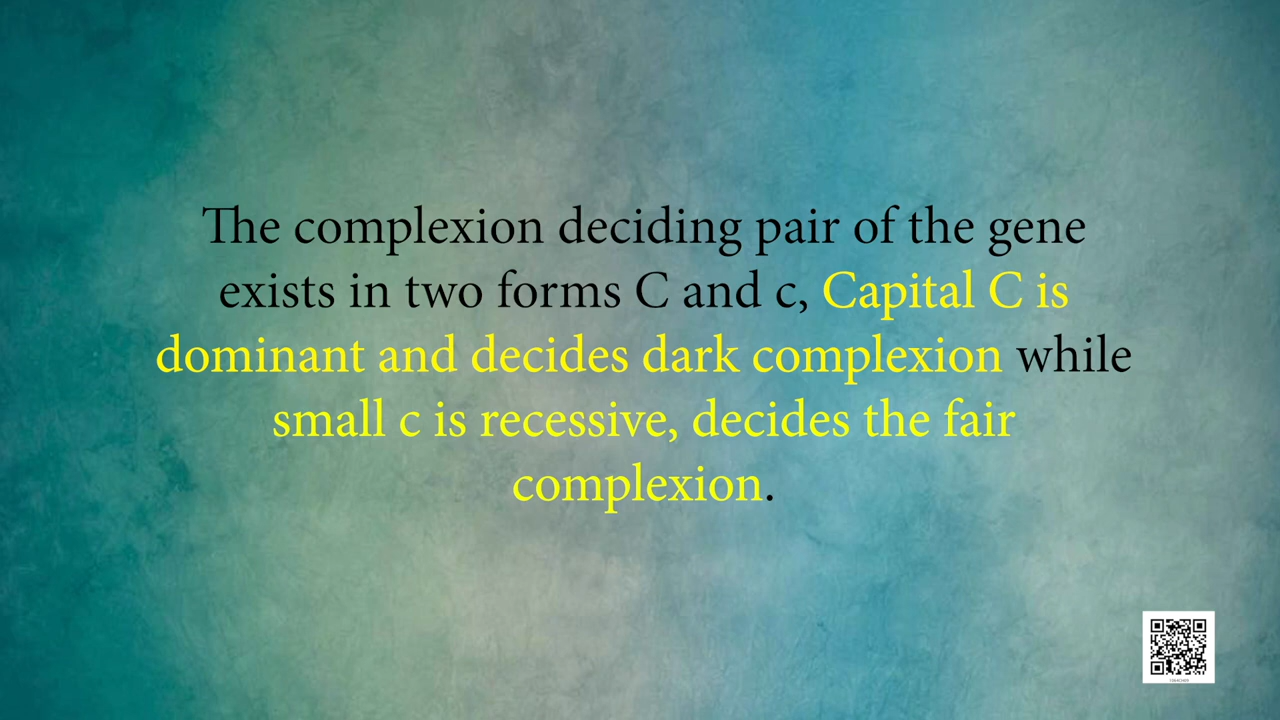 The complexion deciding pair of the gene
exists in two forms C and c, Capital C is
dominant and decides dark complexion while
small c is recessive, decides the fair
complexion.